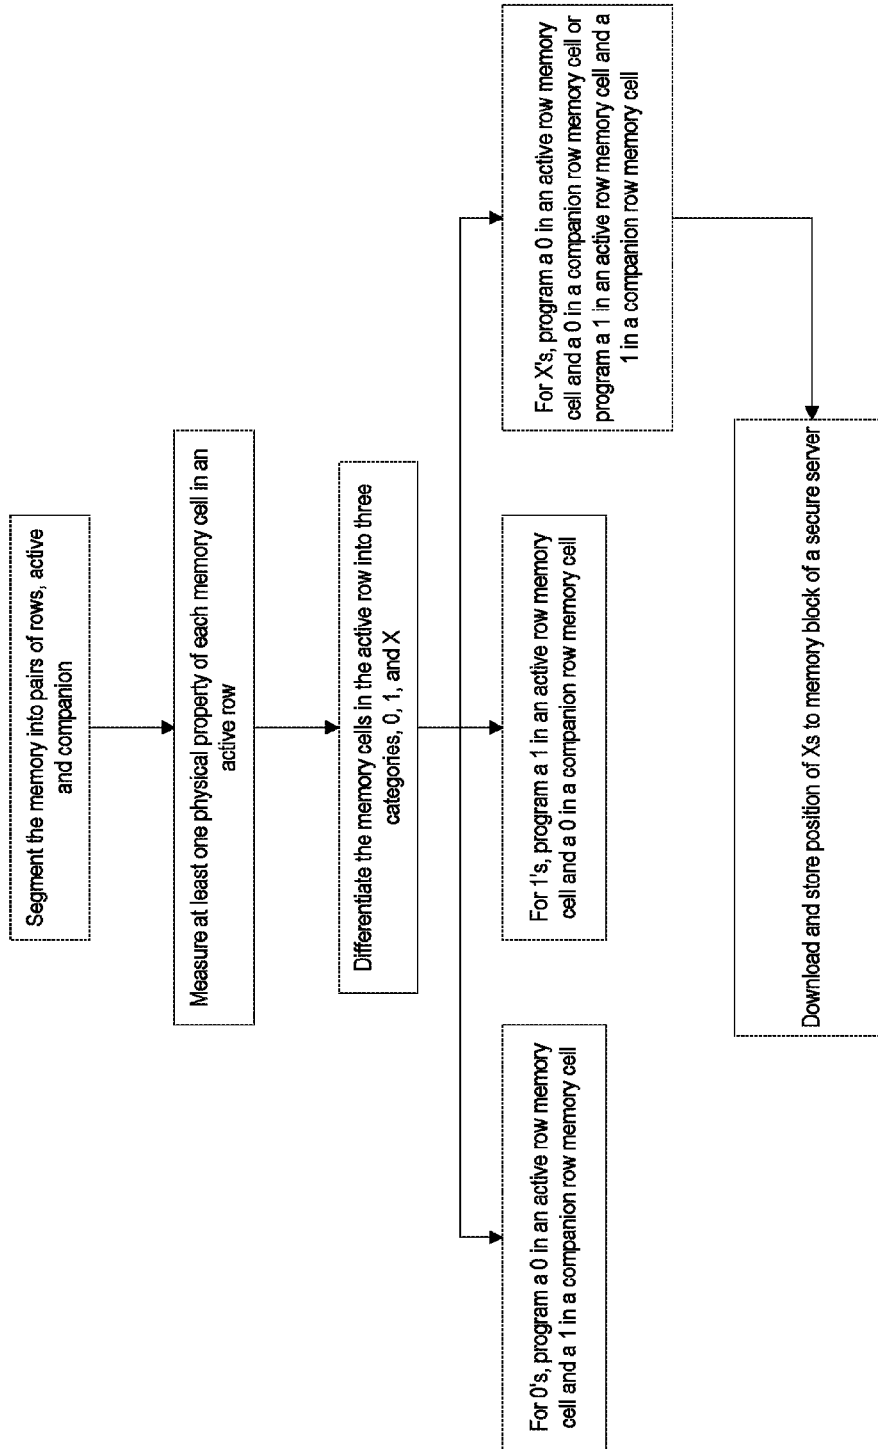 Segment the memory into pairs of rows, active
and companion
Measure at least one physical property of each memory cell in an
active row
Differentiate the memory cells in the active row into three
categories, 0, 1, and X
For 0's, program a 0 in an active row memory
cell and a 1 in a companion row memory cell
For 1's, program a 1 in an active row memory
cell and a 0 in a companion row memory cell
For X's, program a 0 in an active row memory
cell and a 0 in a companion row memory cell or
program a 1 in an active row memory cell and a
1 in a companion row memory cell
Download and store position of Xs to memory block of a secure server